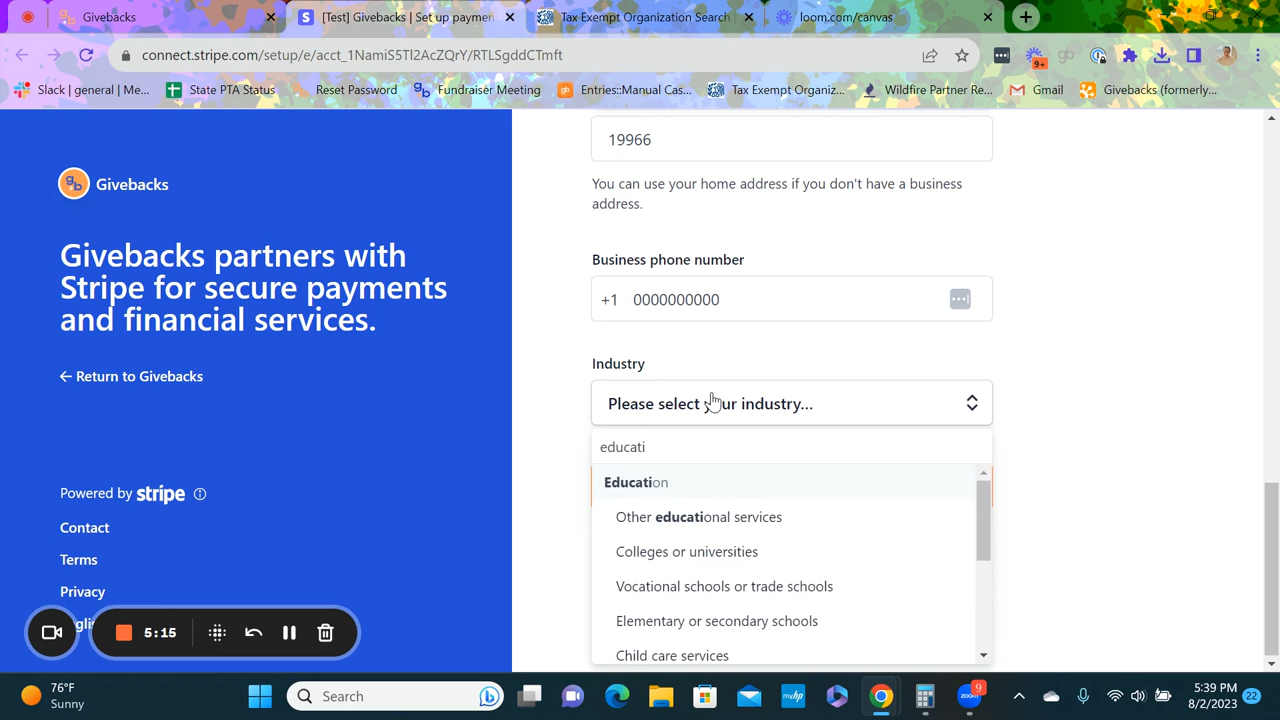 Givebacks
[Test] Givebacks | Set up paymen
Tax Exempt Organization Search
loom.com/canvas
connect.stripe.com/setup/e/acct_1NamiS5Tl2AcZQrY/RTLSgddCTmft
9+
Slack | general | Me...
State PTA Status
Reset Password
Fundraiser Meeting
Entries::Manual Cas...
Tax Exempt Organiz...
Wildfire Partner Re...
Gmail
Givebacks (formerly...
gb Givebacks
Givebacks partners with
Stripe for secure payments
and financial services.
Return to Givebacks
Powered by stripe
Contact
Terms
Privacy
5:15
19966
You can use your home address if you don't have a business
address.
Business phone number
+1 0000000000
Industry
Please select your industry...
educati
Education
Other educational services
Colleges or universities
Vocational schools or trade schools
Elementary or secondary schools
Child care services
76°F
Sunny
Search
myhp
9
5:39 PM
8/2/2023
22